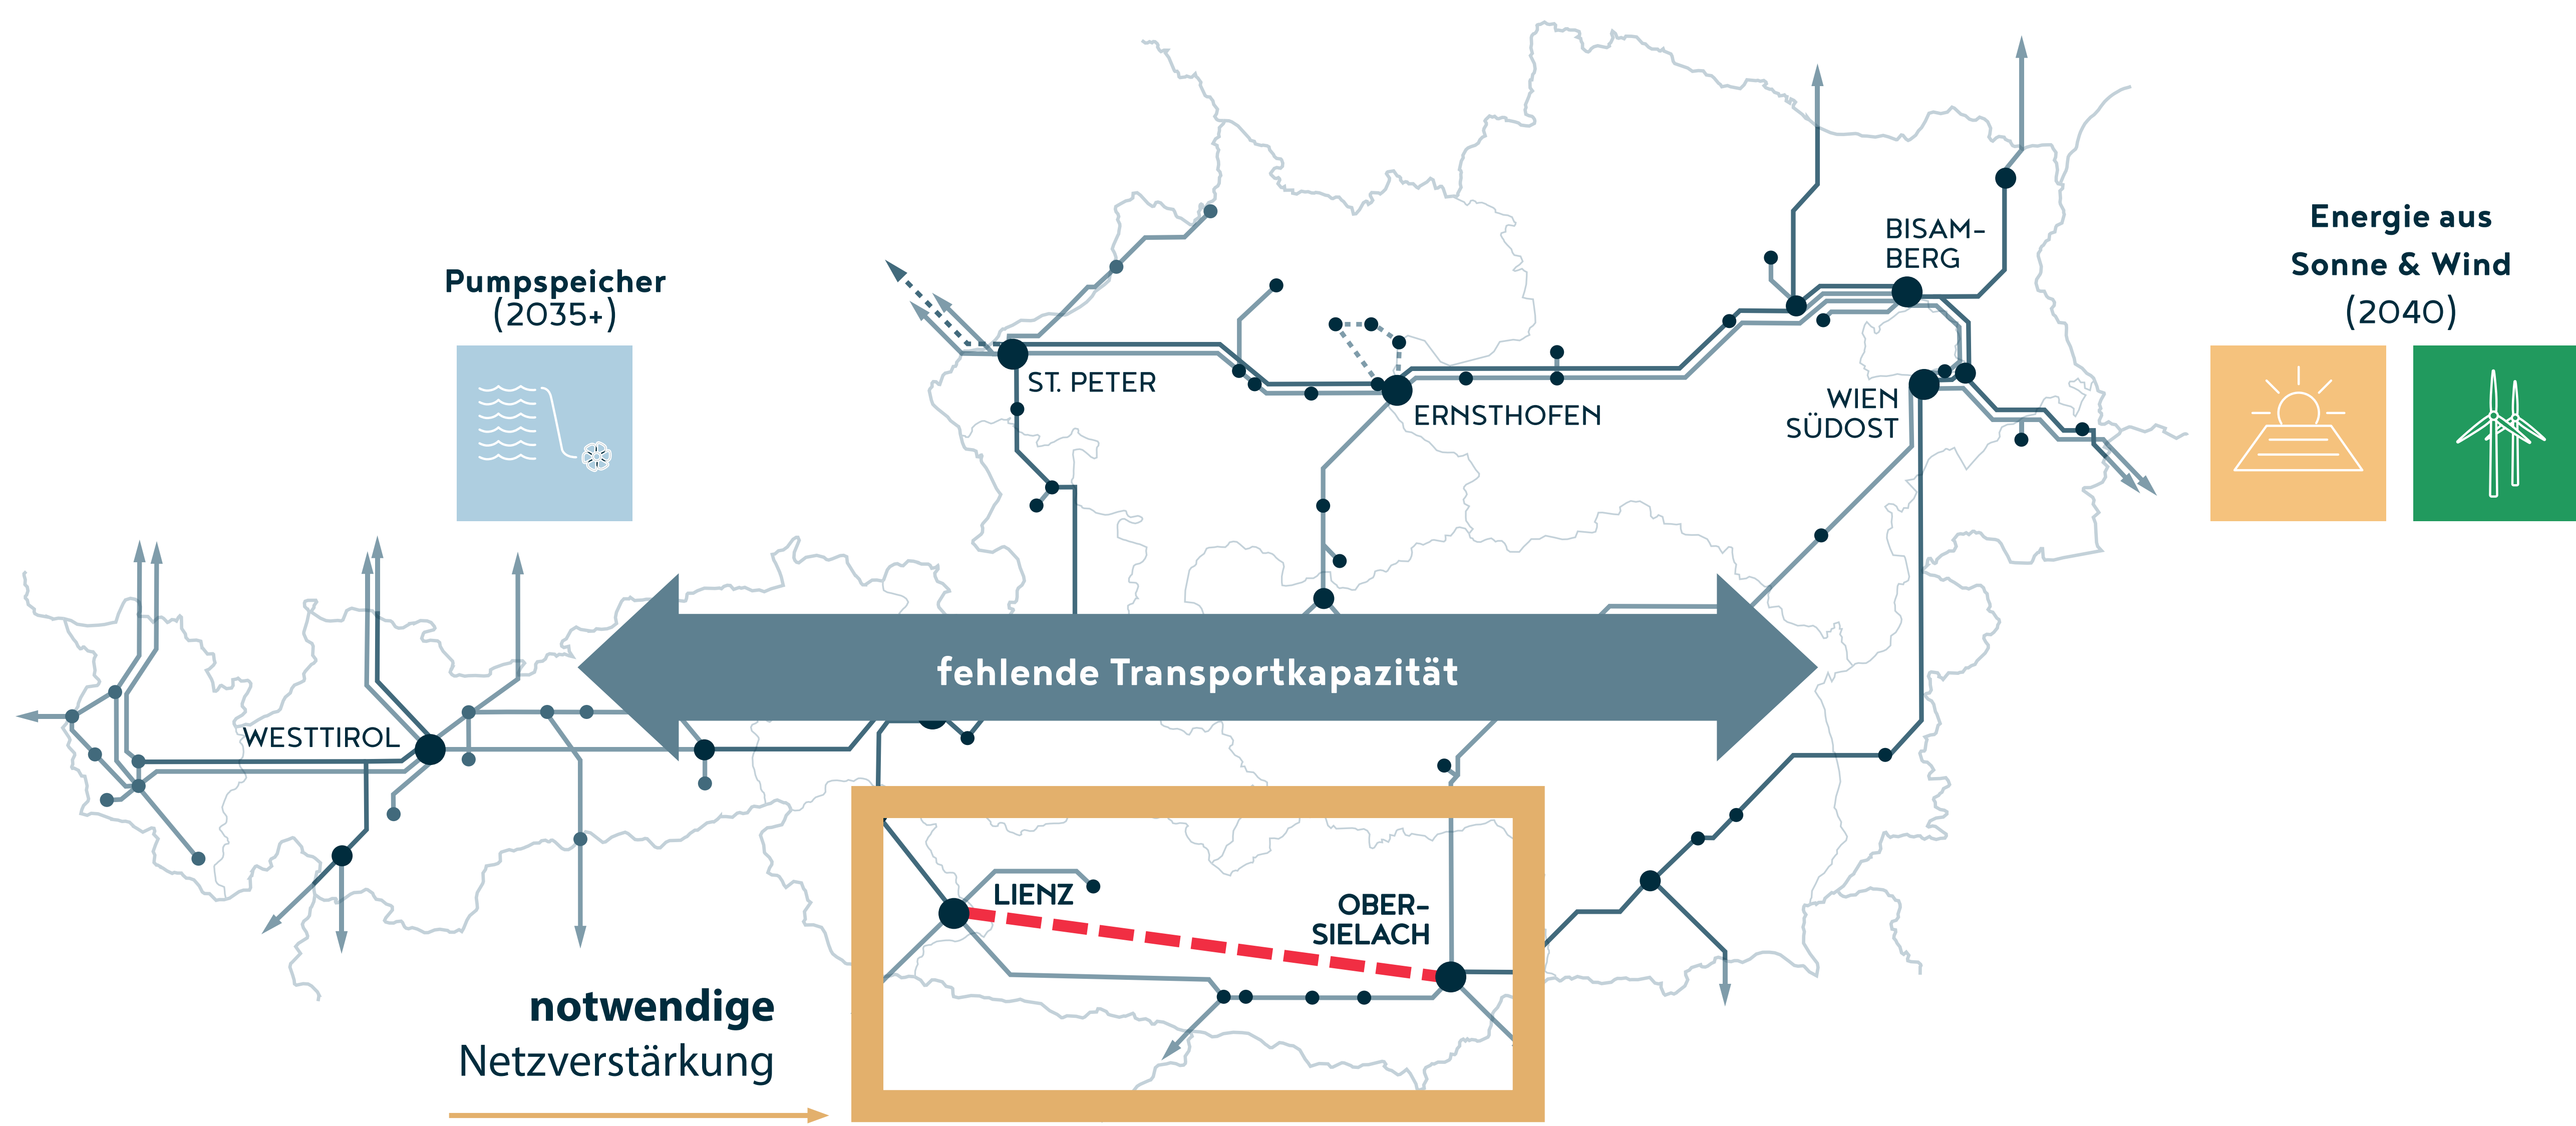 Pumpspeicher
(2035+)
Energie aus
Sonne & Wind
(2040)
BISAM-
BERG
ST. PETER
ERNSTHOFEN
WIEN
SÜDOST
fehlende Transportkapazität
WESTTIROL
LIENZ
OBER-
SIELACH
notwendige
Netzverstärkung